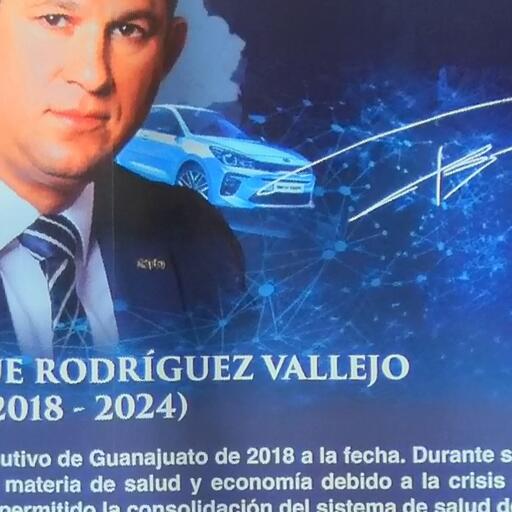 UE RODRÍGUEZ VALLEJO
2018 - 2024)
utivo de Guanajuato de 2018 a la fecha. Durante s
materia de salud y economía debido a la crisis
permitido la consolidación del sistema de salud de